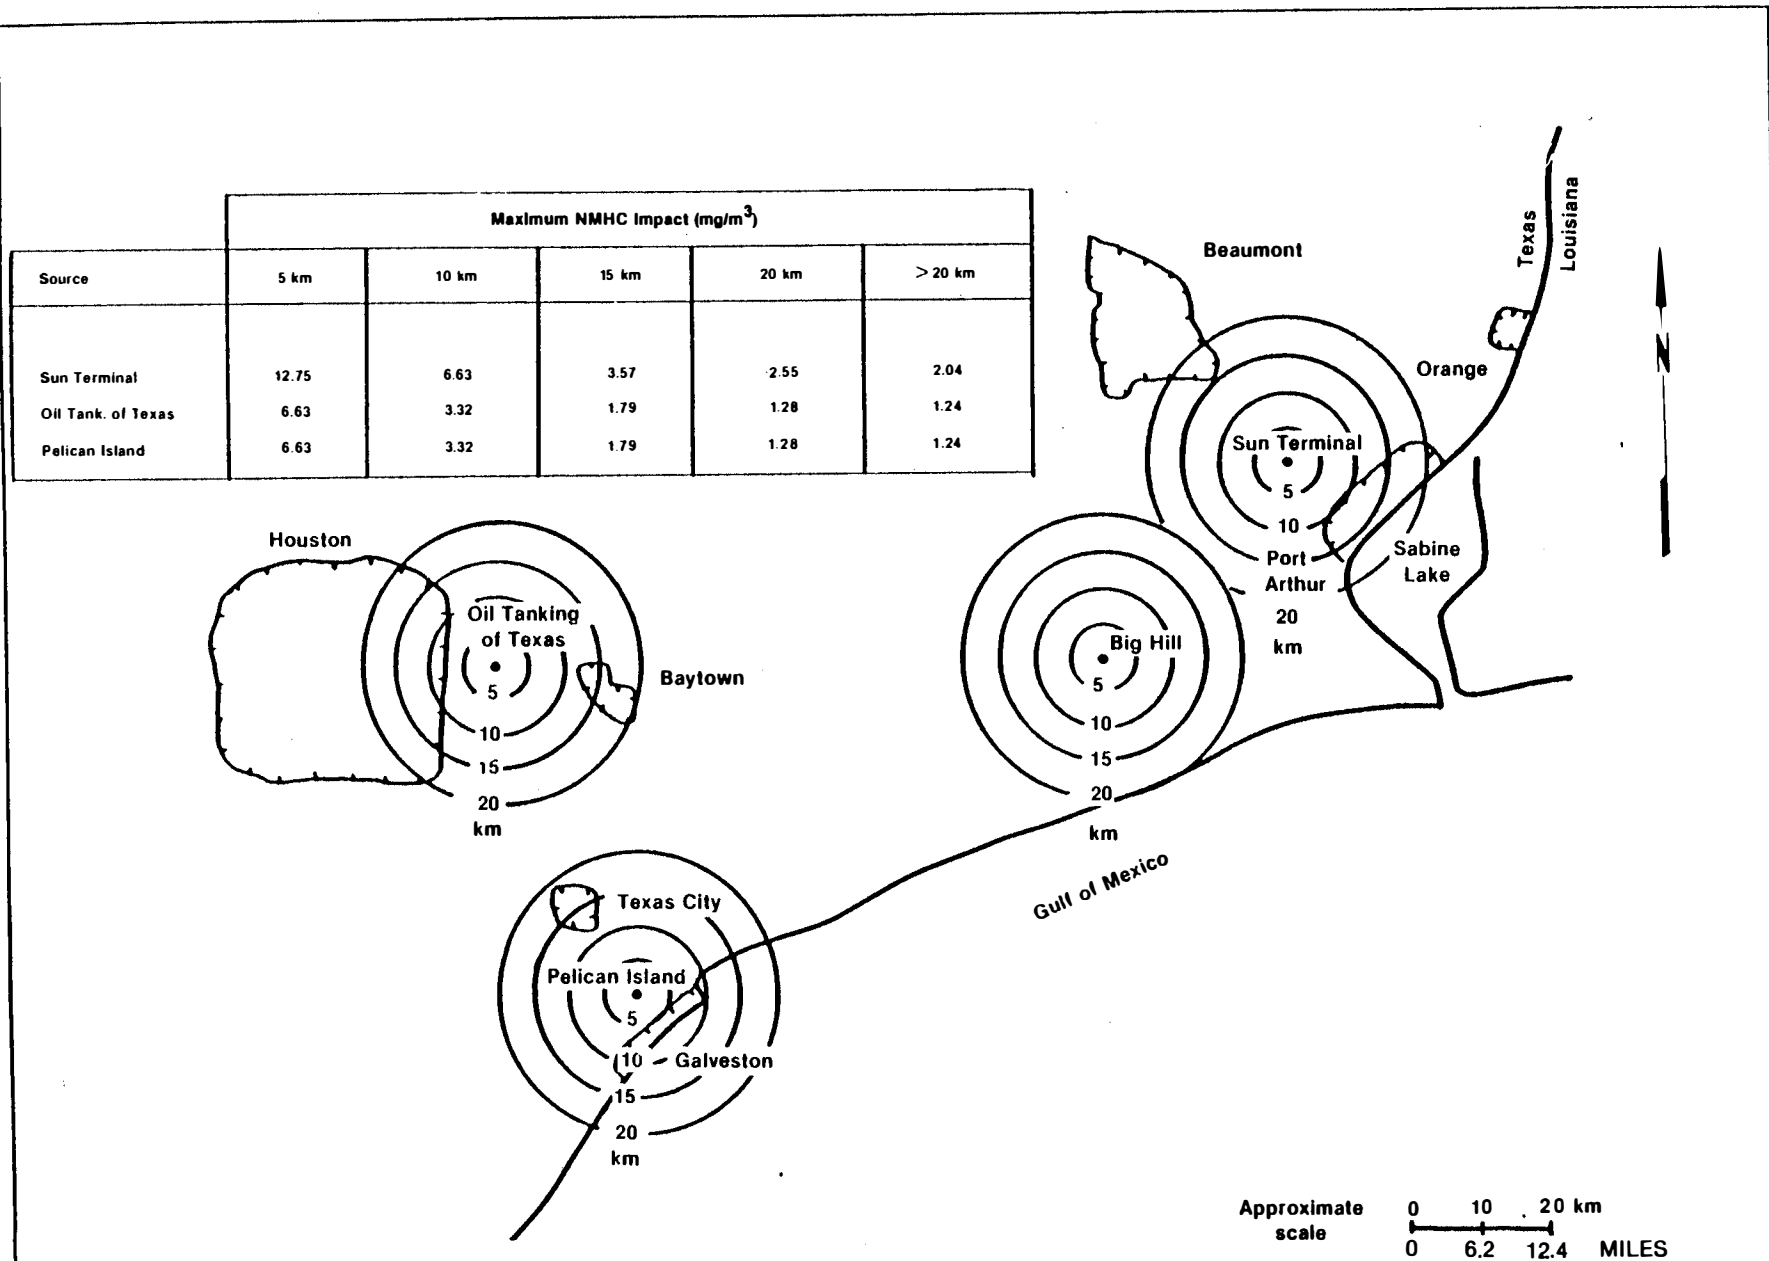 Maximum NMHC Impact (mg/m³)
Source 5 km 10 km 15 km 20 km >20 km
Sun Terminal 12.75 6.63 3.57 2.55 2.04
Oil Tank. of Texas 6.63 3.32 1.79 1.28 1.24
Pelican Island 6.63 3.32 1.79 1.28 1.24
Texas
Louisiana
Beaumont
N
Orange
Sun Terminal
5
10
Port
Arthur
20
km
Sabine
Lake
Houston
Oil Tanking
of Texas
5
10
15
20
km
Baytown
Big Hill
5
10
15
20
km
Gulf of Mexico
Texas City
Pelican Island
5
10
Galveston
15
20
km
Approximate
scale
0 10 20 km
0 6.2 12.4 MILES